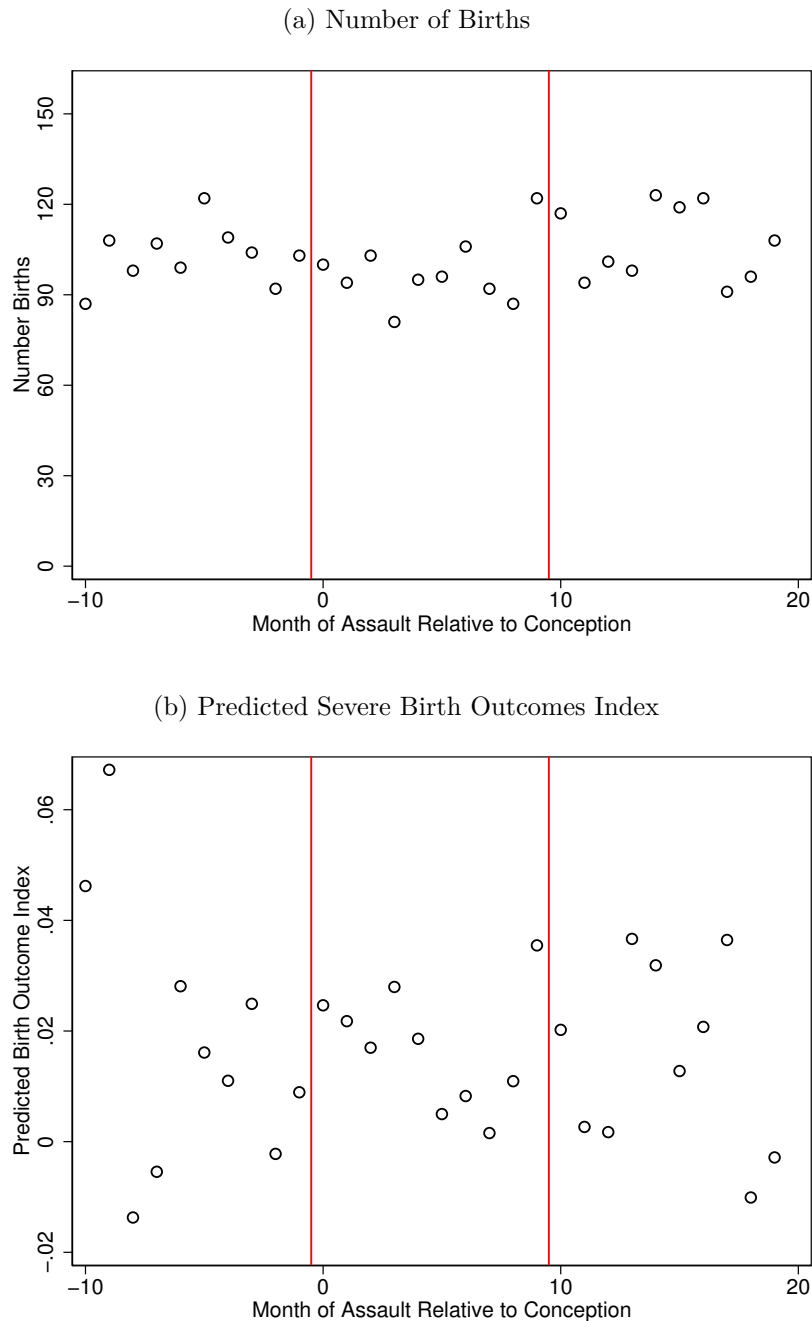 (a) Number of Births
150
120
90
60
30
0
Number Births
−10 0 10 20
Month of Assault Relative to Conception
(b) Predicted Severe Birth Outcomes Index
.06
.04
.02
0
-.02
Predicted Birth Outcome Index
−10 0 10 20
Month of Assault Relative to Conception